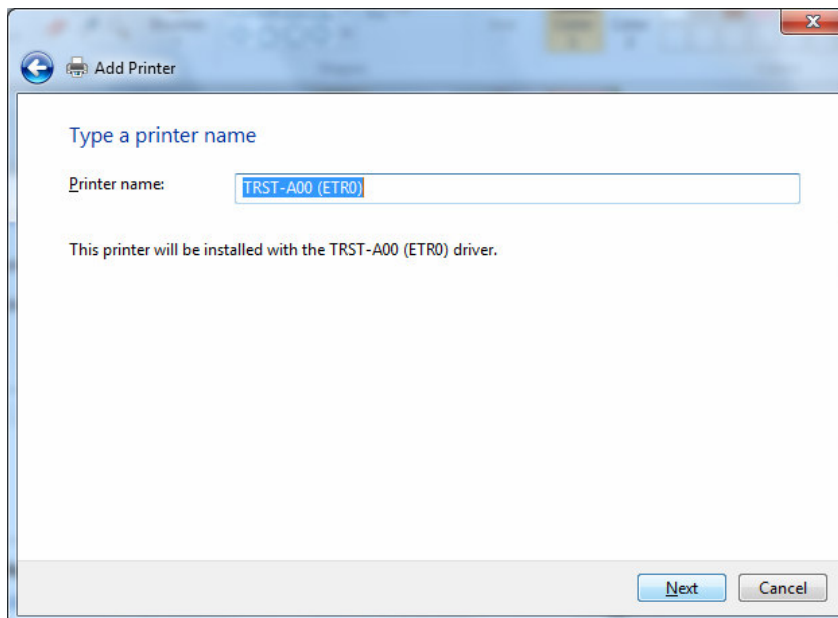 Add Printer
Type a printer name
Printer name: TRST-A00 (ETR0)
This printer will be installed with the TRST-A00 (ETR0) driver.
Next Cancel